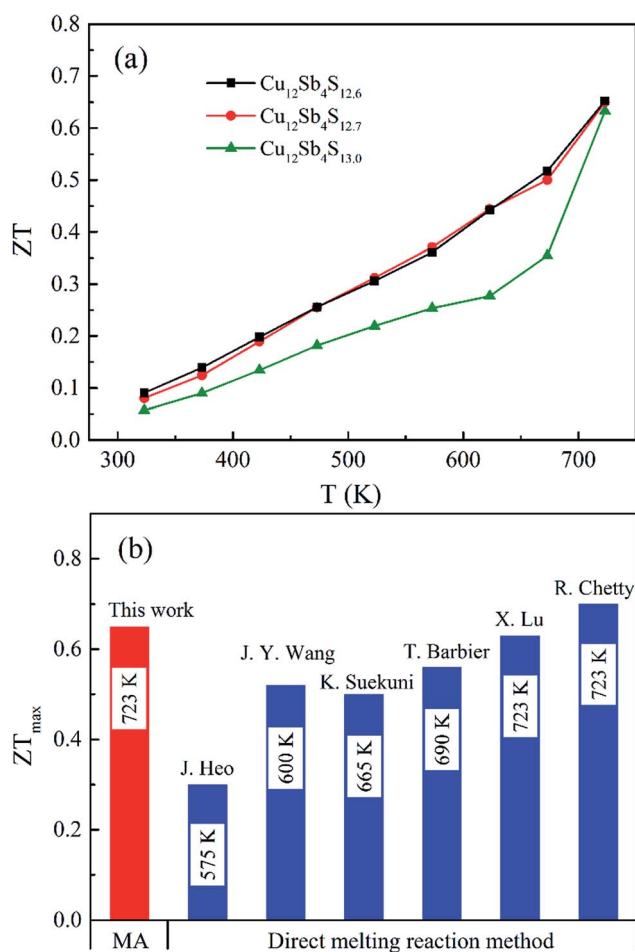 (a)
Cu12Sb4S12.6
Cu12Sb4S12.7
Cu12Sb4S13.0
0.8
0.7
0.6
0.5
0.4
0.3
0.2
0.1
0.0
ZT
300 400 500 600 700
T (K)
(b)
0.8
0.6
0.4
0.2
0.0
ZTmax
This work
723 K
J. Heo
575 K
J. Y. Wang
600 K
K. Suekuni
665 K
T. Barbier
690 K
X. Lu
723 K
R. Chetty
723 K
MA Direct melting reaction method